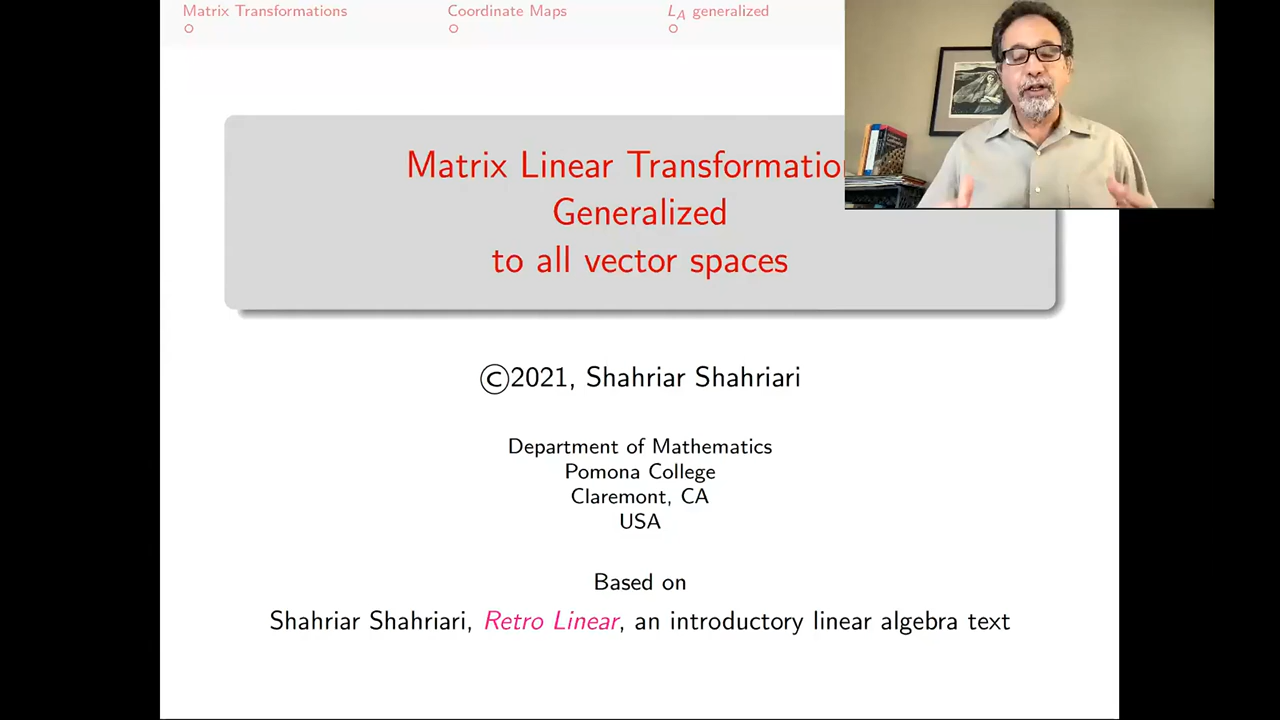 Matrix Transformations
Coordinate Maps
L_A generalized
Matrix Linear Transformatio
Generalized
to all vector spaces
©2021, Shahriar Shahriari
Department of Mathematics
Pomona College
Claremont, CA
USA
Based on
Shahriar Shahriari, Retro Linear, an introductory linear algebra text